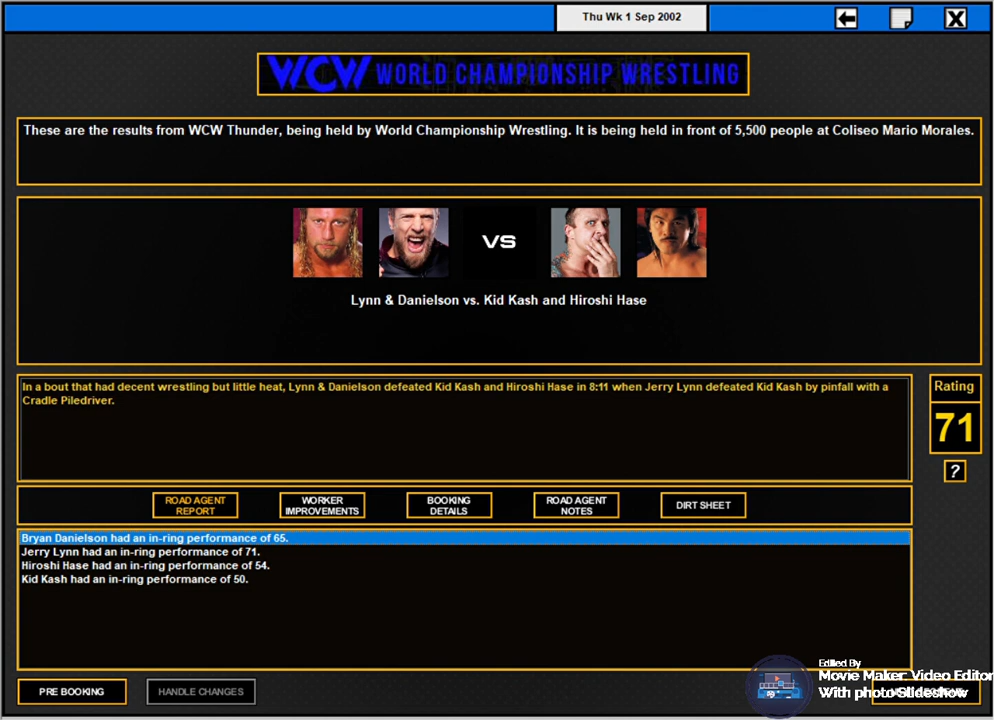 Thu Wk 1 Sep 2002
WCW WORLD CHAMPIONSHIP WRESTLING
These are the results from WCW Thunder, being held by World Championship Wrestling. It is being held in front of 5,500 people at Coliseo Mario Morales.
VS
Lynn & Danielson vs. Kid Kash and Hiroshi Hase
In a bout that had decent wrestling but little heat, Lynn & Danielson defeated Kid Kash and Hiroshi Hase in 8:11 when Jerry Lynn defeated Kid Kash by pinfall with a
Cradle Piledriver.
Rating
71
?
ROAD AGENT
REPORT
WORKER
IMPROVEMENTS
BOOKING
DETAILS
ROAD AGENT
NOTES
DIRT SHEET
Bryan Danielson had an in-ring performance of 65.
Jerry Lynn had an in-ring performance of 71.
Hiroshi Hase had an in-ring performance of 54.
Kid Kash had an in-ring performance of 50.
PRE BOOKING
HANDLE CHANGES
Edited By
Movie Maker: Video Editor
With photo Slideshow